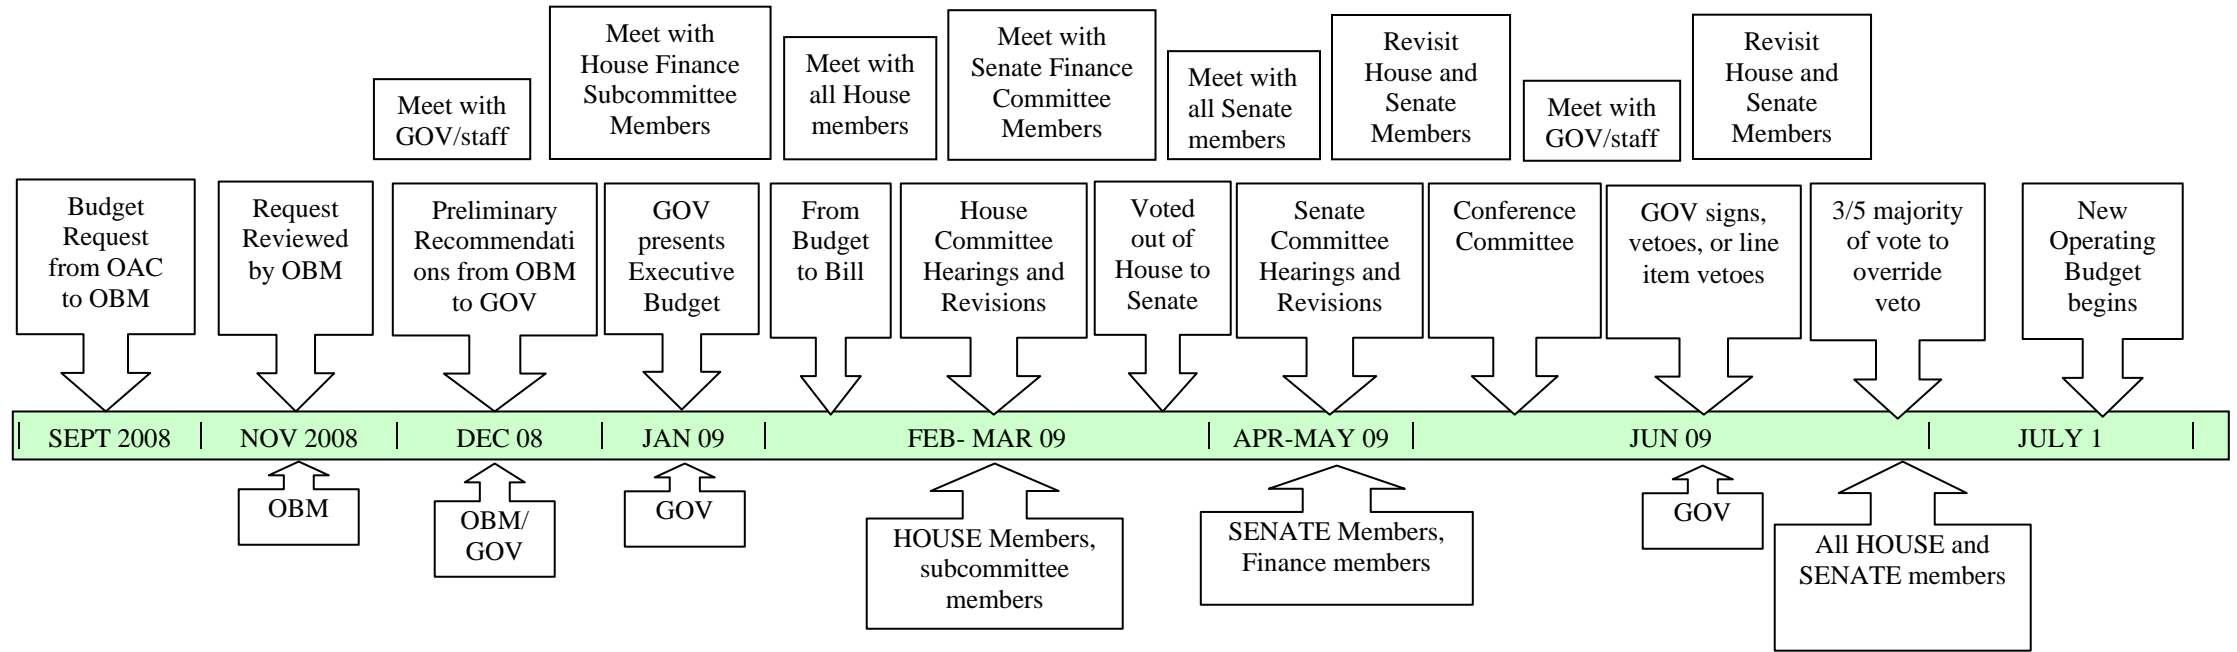 Meet with
GOV/staff
Meet with
House Finance
Subcommittee
Members
Meet with
all House
members
Meet with
Senate Finance
Committee
Members
Meet with
all Senate
members
Revisit
House and
Senate
Members
Meet with
GOV/staff
Revisit
House and
Senate
Members
Budget
Request
from OAC
to OBM
Request
Reviewed
by OBM
Preliminary
Recommendati
ons from OBM
to GOV
GOV
presents
Executive
Budget
From
Budget
to Bill
House
Committee
Hearings and
Revisions
Voted
out of
House to
Senate
Senate
Committee
Hearings and
Revisions
Conference
Committee
GOV signs,
vetoes, or line
item vetoes
3/5 majority
of vote to
override
veto
New
Operating
Budget
begins
SEPT 2008
NOV 2008
DEC 08
JAN 09
FEB- MAR 09
APR-MAY 09
JUN 09
JULY 1
OBM
OBM/
GOV
GOV
HOUSE Members,
subcommittee
members
SENATE Members,
Finance members
GOV
All HOUSE and
SENATE members